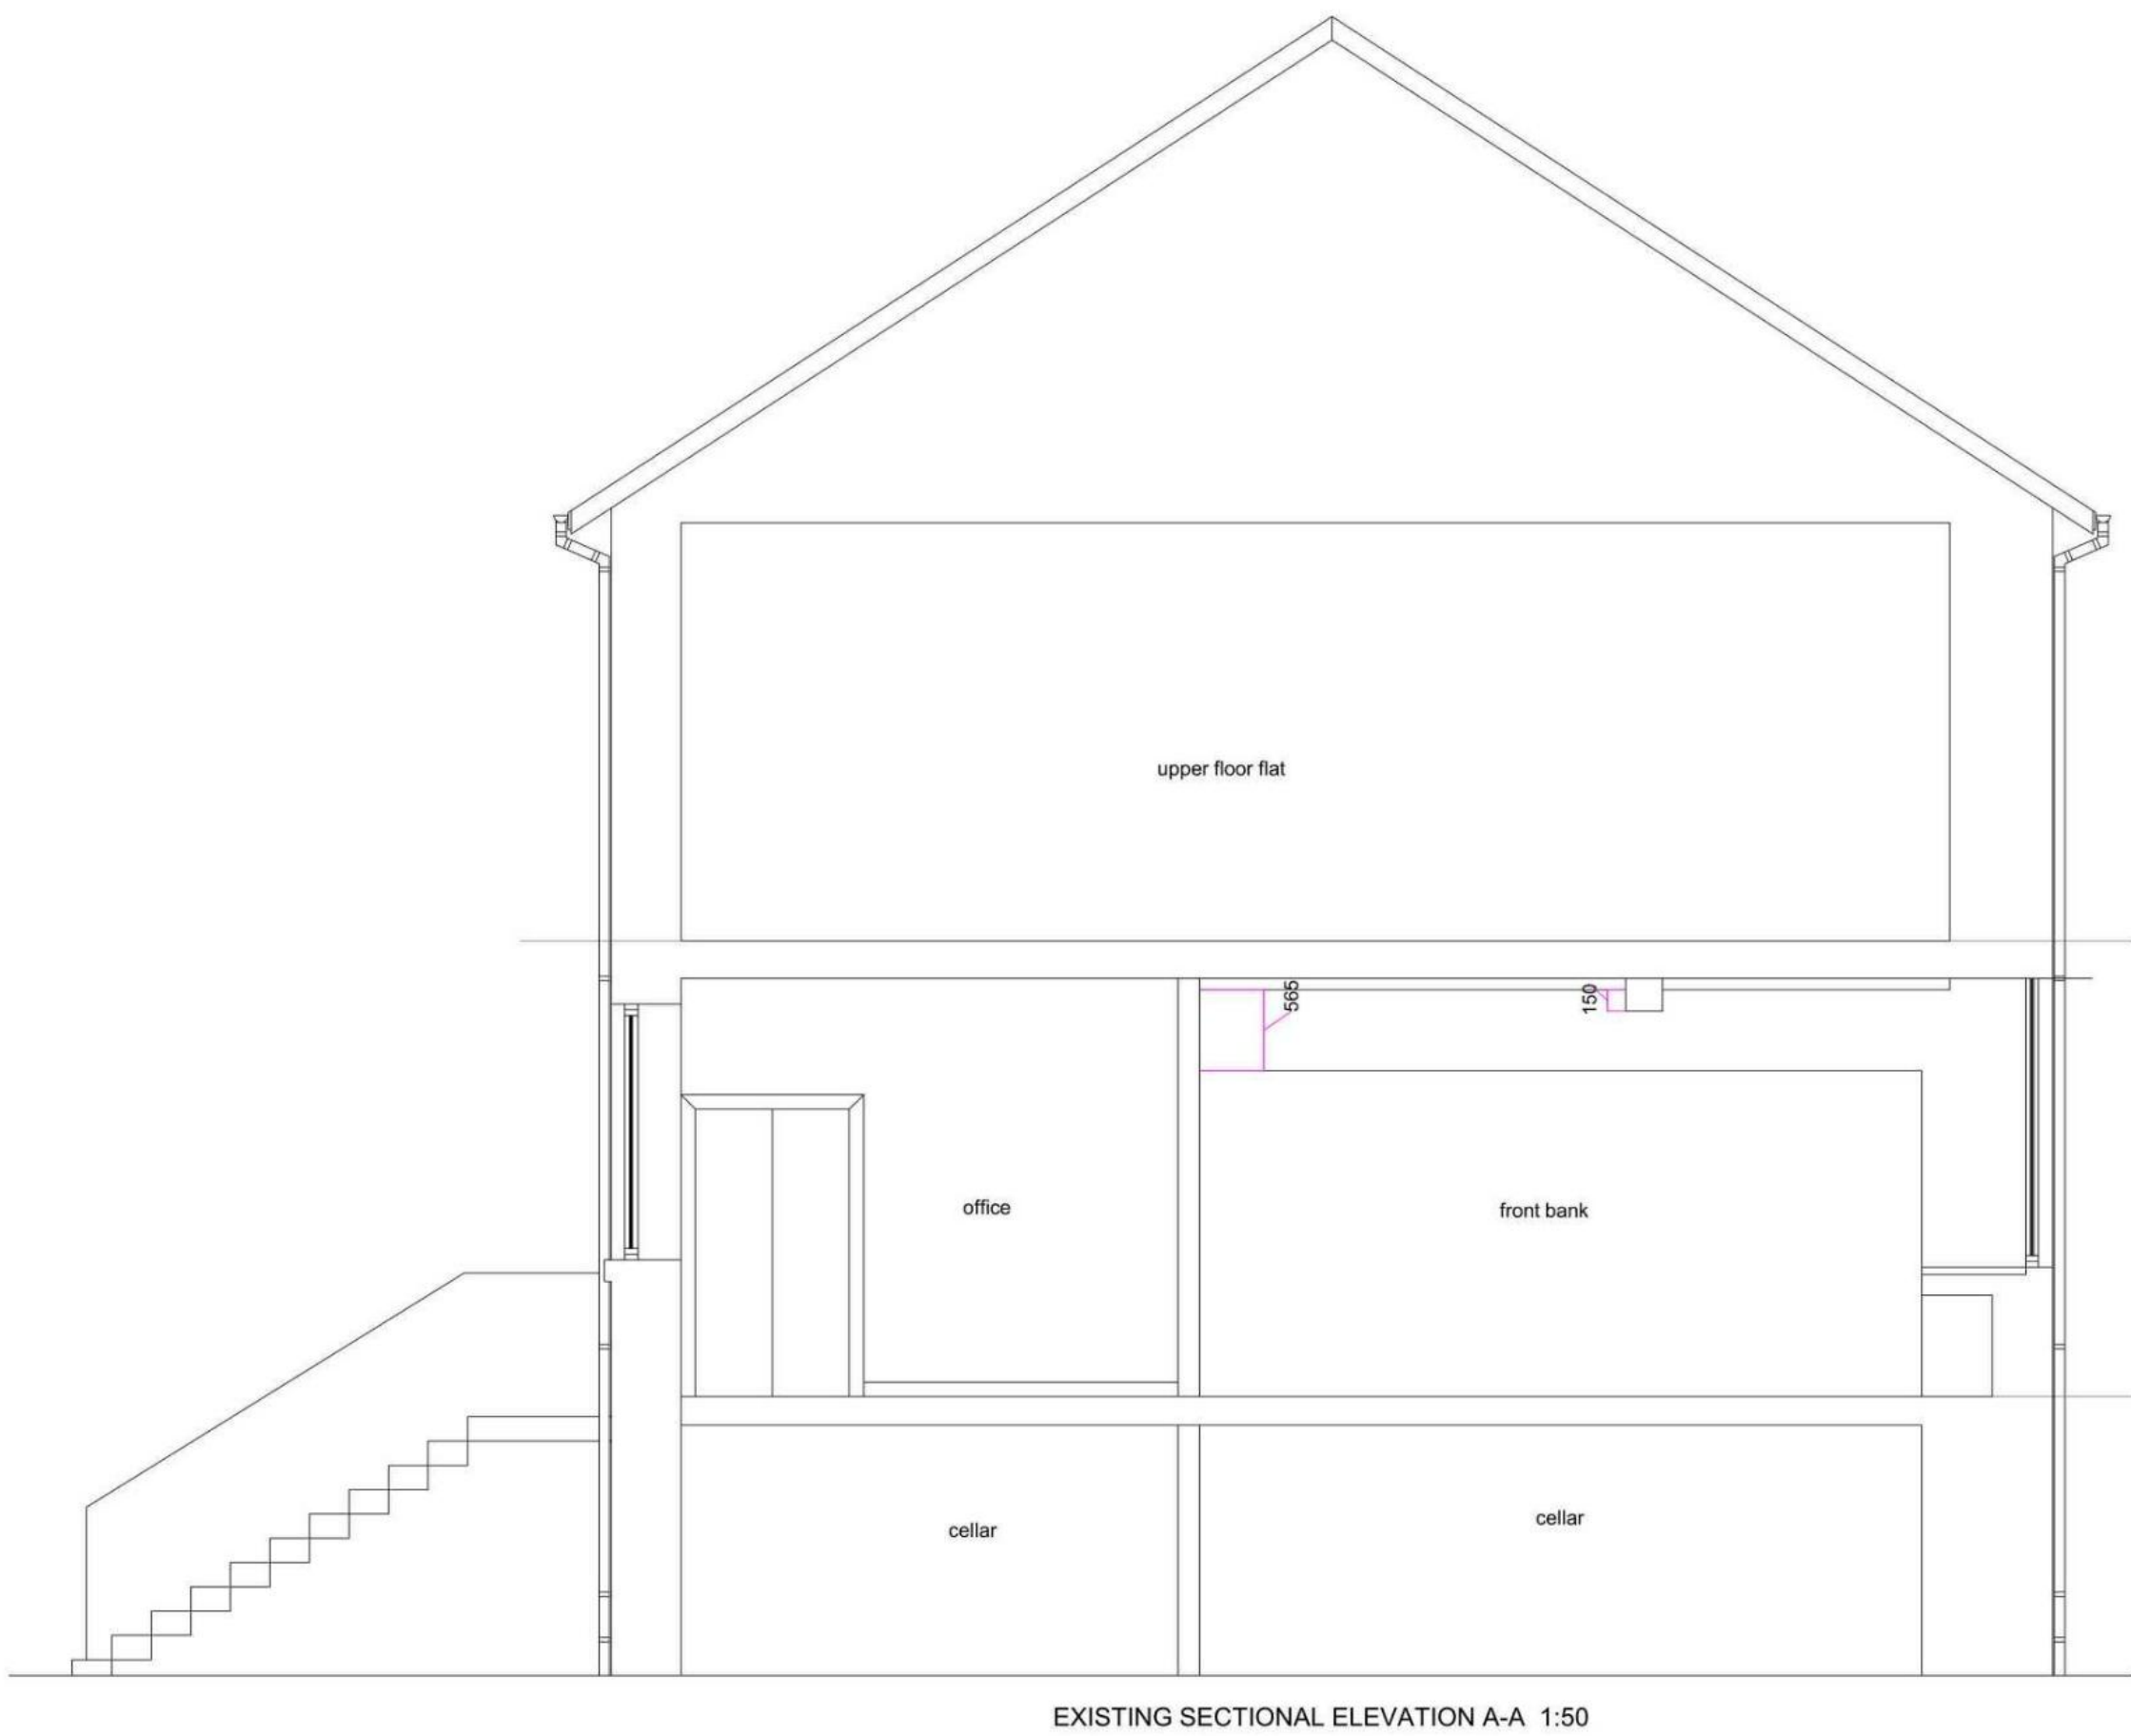 upper floor flat
565
150
office
front bank
cellar
cellar
EXISTING SECTIONAL ELEVATION A-A 1:50